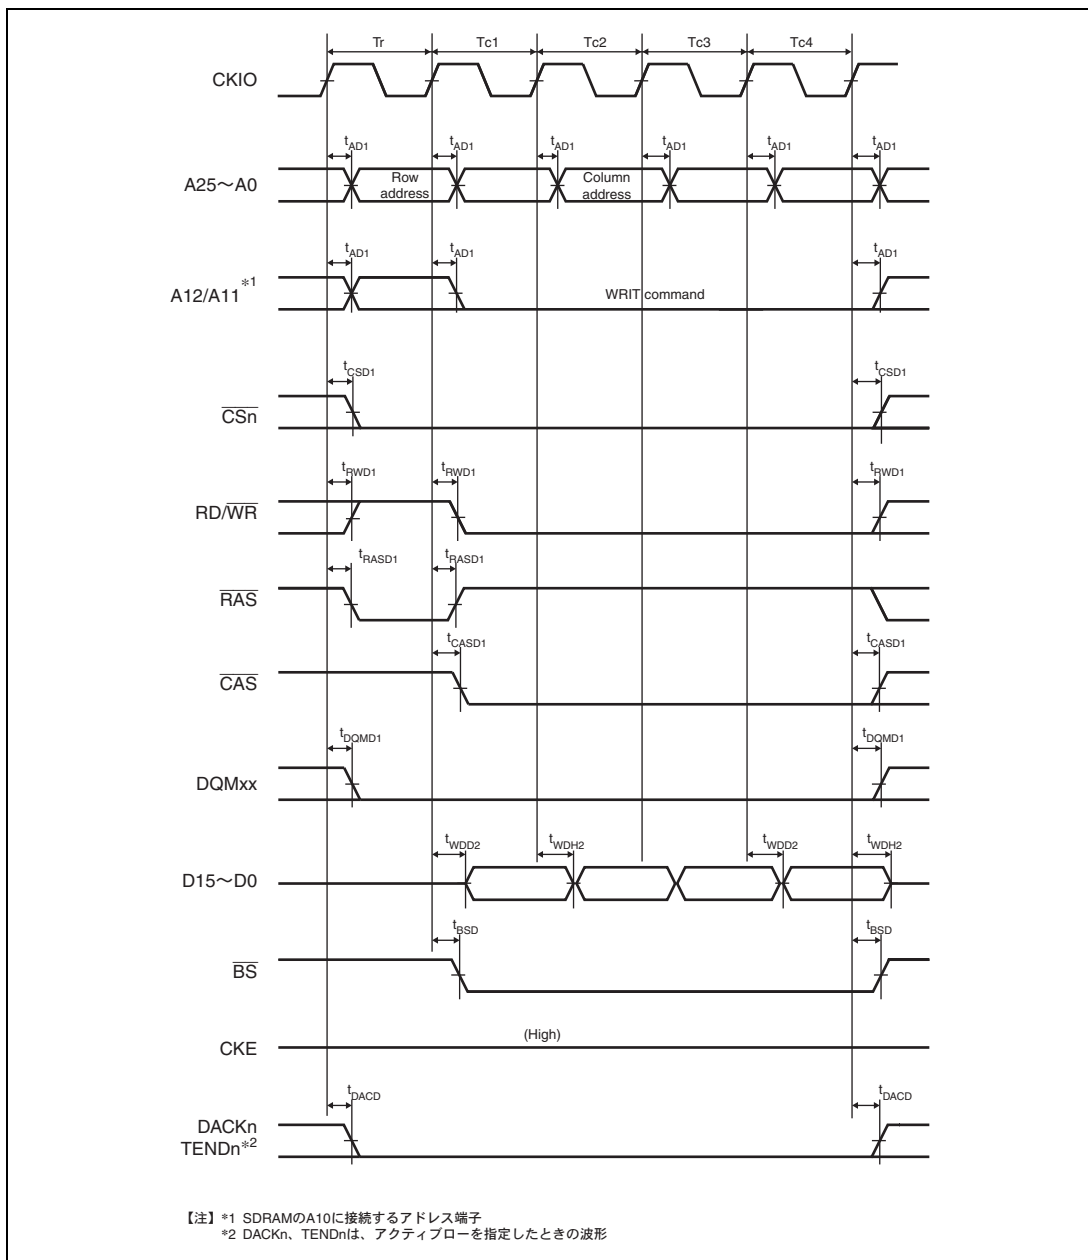 Tr Tc1 Tc2 Tc3 Tc4
CKIO
tAD1 tAD1 tAD1 tAD1 tAD1 tAD1
A25～A0 Row address Column address
tAD1 tAD1 tAD1
A12/A11*1 WRIT command
tCSD1 tCSD1
CSn
tRWD1 tRWD1 tRWD1
RD/WR
tRASD1 tRASD1
RAS
tCASD1 tCASD1
CAS
tDQMD1 tDQMD1
DQMxx
tWDD2 tWDH2 tWDD2 tWDH2
D15～D0
tBSD tBSD
BS
(High)
CKE
tDACD tDACD
DACKn
TENDn*2
【注】*1 SDRAMのA10に接続するアドレス端子
*2 DACKn、TENDnは、アクティブローを指定したときの波形